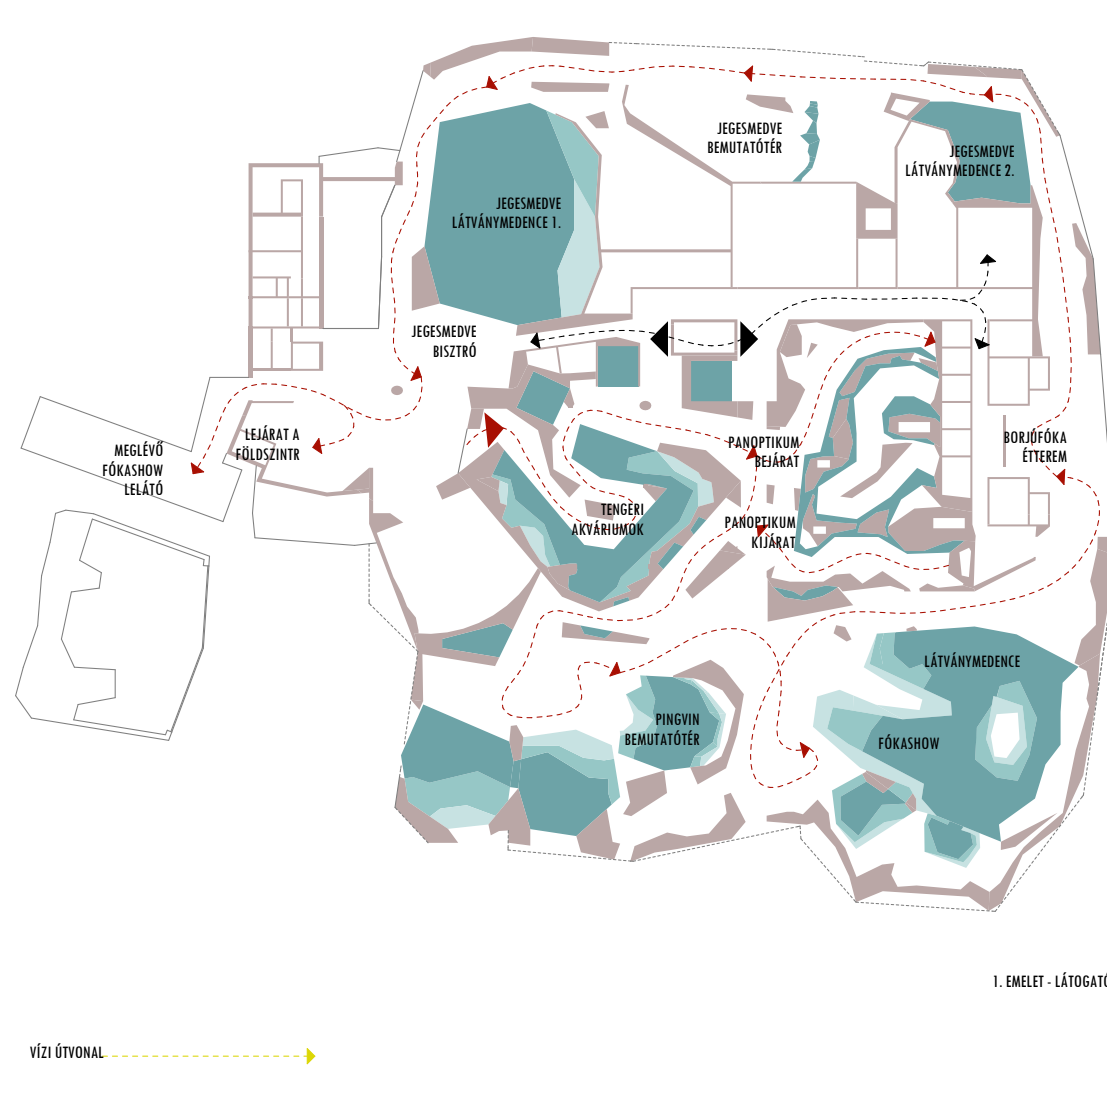 JEGESMEDVE
BEMUTATÓTÉR
JEGESMEDVE
LÁTVÁNYMEDENCE 2.
JEGESMEDVE
LÁTVÁNYMEDENCE 1.
JEGESMEDVE
BISZTRÓ
LEJÁRAT A
FÖLDSZINTR
MEGLÉVŐ
FÓKASHOW
LELÁTÓ
PANOPTIKUM
BEJÁRAT
BORJÚFÓKA
ÉTTEREM
TENGERI
AKVÁRIUMOK
PANOPTIKUM
KIJÁRAT
LÁTVÁNYMEDENCE
PINGVIN
BEMUTATÓTÉR
FÓKASHOW
1. EMELET - LÁTOGATÓ
VÍZI ÚTVONAL